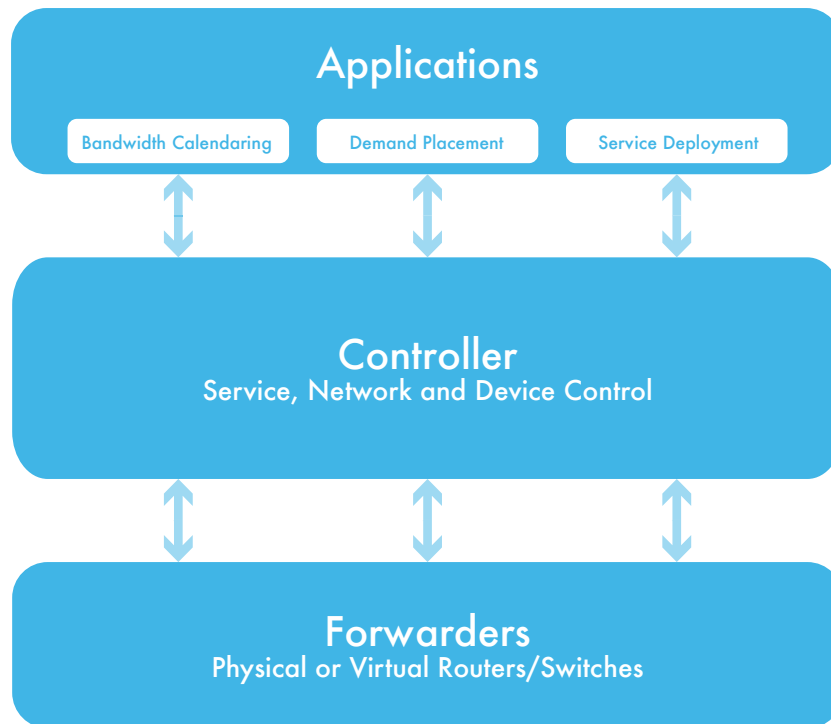 Applications
Bandwidth Calendaring
Demand Placement
Service Deployment
Controller
Service, Network and Device Control
Forwarders
Physical or Virtual Routers/Switches